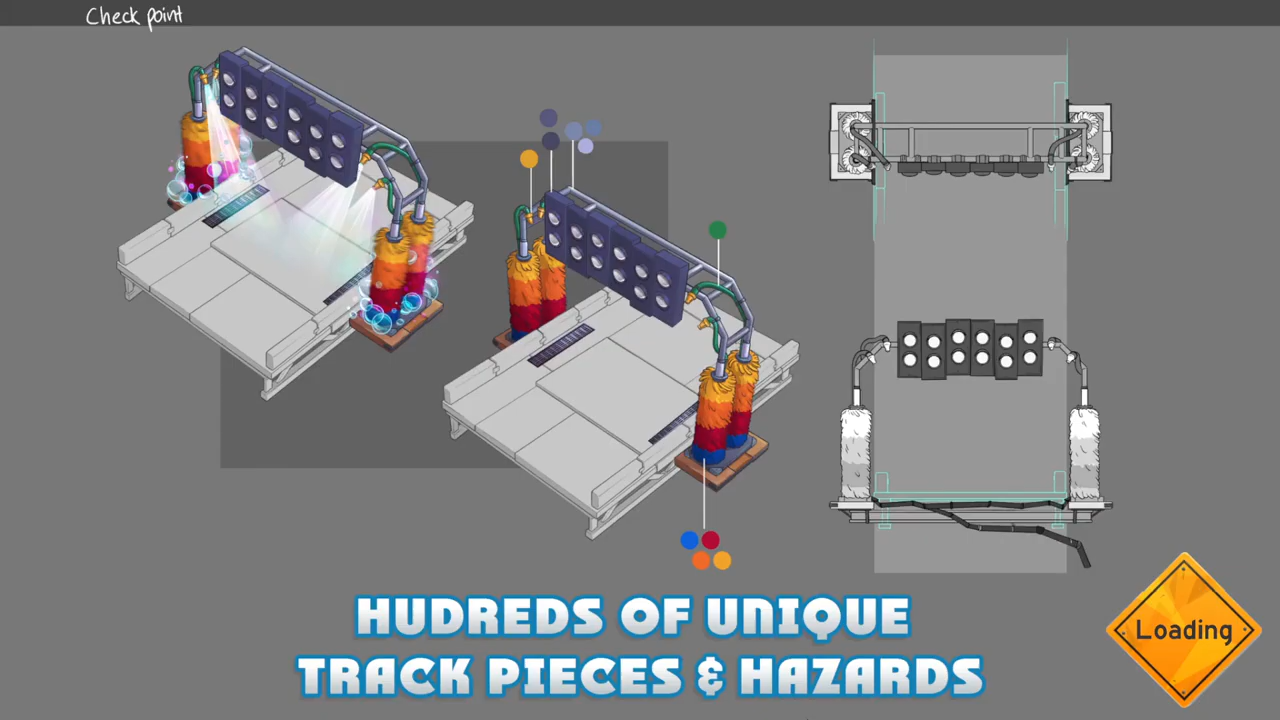 Check point
HUDREDS OF UNIQUE
TRACK PIECES & HAZARDS
Loading